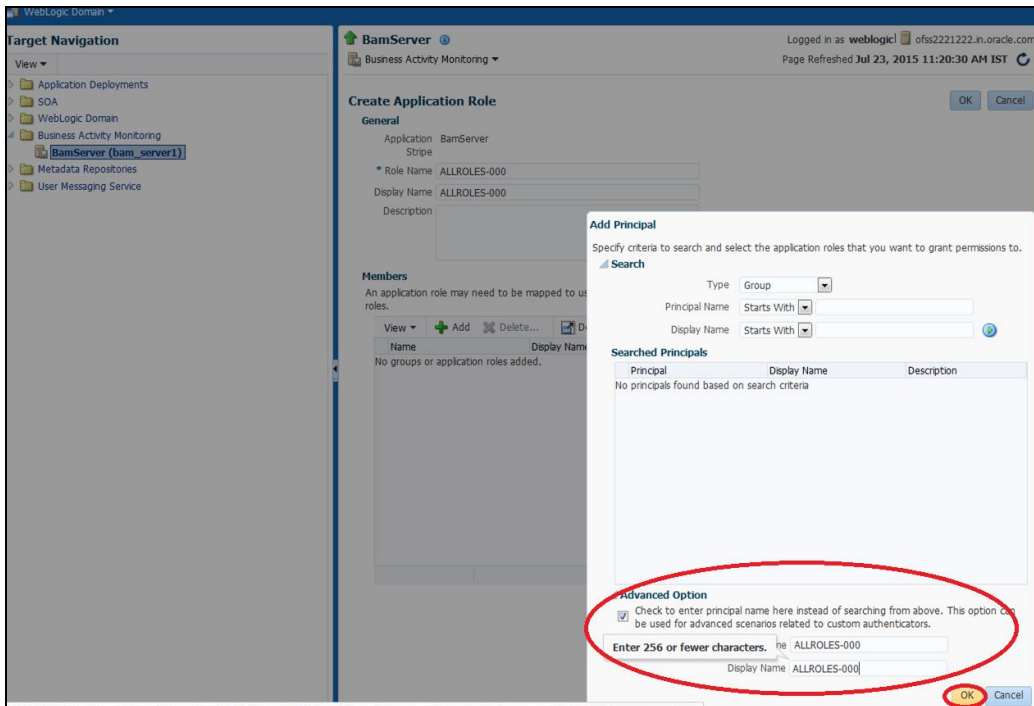 WebLogic Domain
Target Navigation
View
Application Deployments
SOA
WebLogic Domain
Business Activity Monitoring
BamServer (bam_server1)
Metadata Repositories
User Messaging Service
BamServer
Business Activity Monitoring
Logged in as weblogic ofss2221222.in.oracle.com
Page Refreshed Jul 23, 2015 11:20:30 AM IST
Create Application Role
OK Cancel
General
Application Stripe BamServer
* Role Name ALLROLES-000
Display Name ALLROLES-000
Description
Members
An application role may need to be mapped to
roles.
View Add Delete...
Name Display Name
No groups or application roles added.
Add Principal
Specify criteria to search and select the application roles that you want to grant permissions to.
Search
Type Group
Principal Name Starts With
Display Name Starts With
Searched Principals
Principal Display Name Description
No principals found based on search criteria
Advanced Option
Check to enter principal name here instead of searching from above. This option can
be used for advanced scenarios related to custom authenticators.
Enter 256 or fewer characters. ALLROLES-000
Display Name ALLROLES-000
OK Cancel